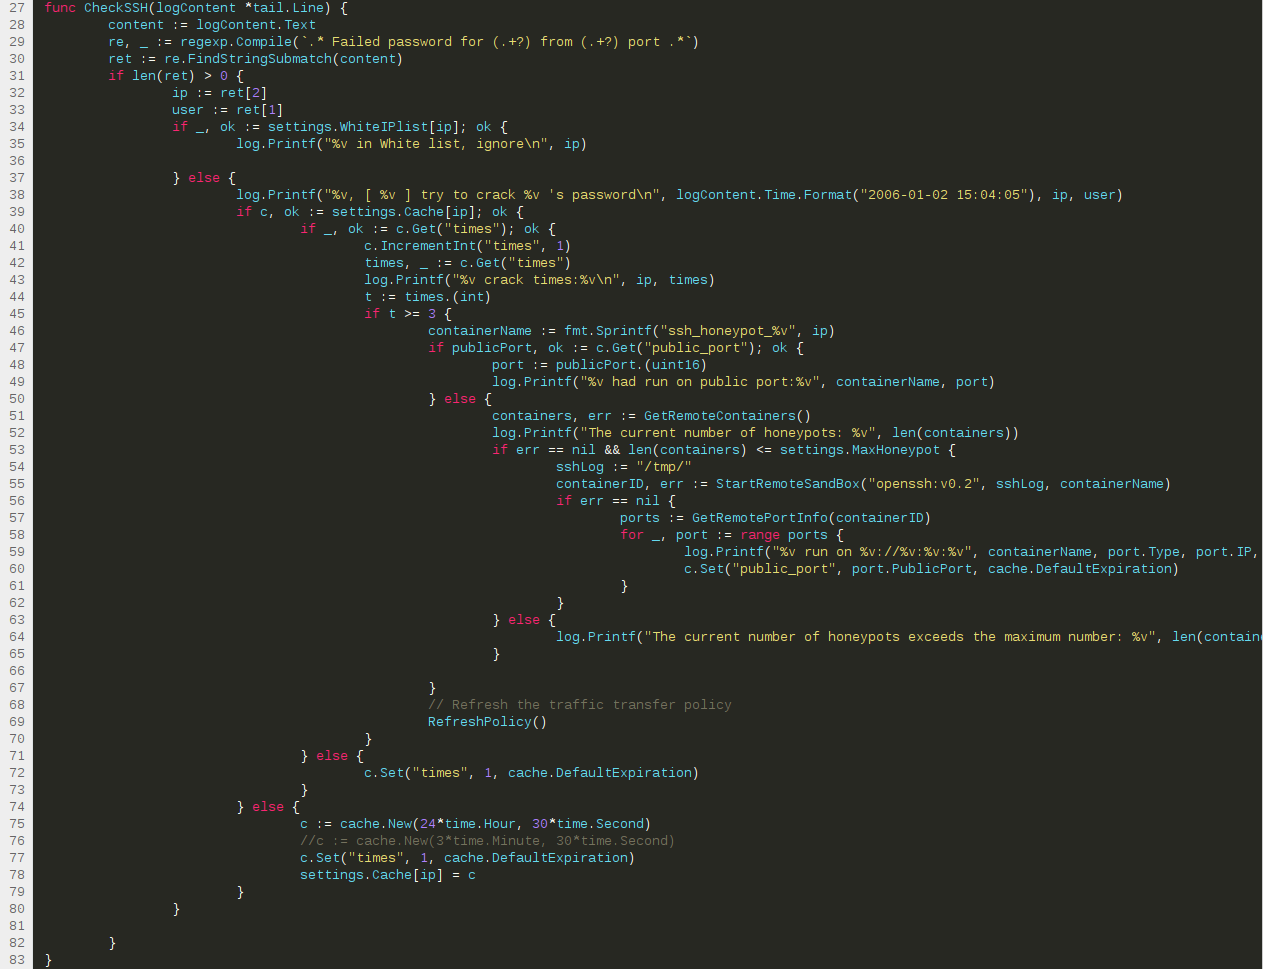 27 func CheckSSH(logContent *tail.Line) {
28 content := logContent.Text
29 re, _ := regexp.Compile(`.* Failed password for (.+?) from (.+?) port .*`)
30 ret := re.FindStringSubmatch(content)
31 if len(ret) > 0 {
32 ip := ret[2]
33 user := ret[1]
34 if _, ok := settings.WhiteIPlist[ip]; ok {
35 log.Printf("%v in White list, ignore\n", ip)
36
37 } else {
38 log.Printf("%v, [ %v ] try to crack %v 's password\n", logContent.Time.Format("2006-01-02 15:04:05"), ip, user)
39 if c, ok := settings.Cache[ip]; ok {
40 if _, ok := c.Get("times"); ok {
41 c.IncrementInt("times", 1)
42 times, _ := c.Get("times")
43 log.Printf("%v crack times:%v\n", ip, times)
44 t := times.(int)
45 if t >= 3 {
46 containerName := fmt.Sprintf("ssh_honeypot_%v", ip)
47 if publicPort, ok := c.Get("public_port"); ok {
48 port := publicPort.(uint16)
49 log.Printf("%v had run on public port:%v", containerName, port)
50 } else {
51 containers, err := GetRemoteContainers()
52 log.Printf("The current number of honeypots: %v", len(containers))
53 if err == nil && len(containers) <= settings.MaxHoneypot {
54 sshLog := "/tmp/"
55 containerID, err := StartRemoteSandBox("openssh:v0.2", sshLog, containerName)
56 if err == nil {
57 ports := GetRemotePortInfo(containerID)
58 for _, port := range ports {
59 log.Printf("%v run on %v://%v:%v:%v", containerName, port.Type, port.IP,
60 c.Set("public_port", port.PublicPort, cache.DefaultExpiration)
61 }
62 }
63 } else {
64 log.Printf("The current number of honeypots exceeds the maximum number: %v", len(contain
65 }
66
67 }
68 // Refresh the traffic transfer policy
69 RefreshPolicy()
70 }
71 } else {
72 c.Set("times", 1, cache.DefaultExpiration)
73 }
74 } else {
75 c := cache.New(24*time.Hour, 30*time.Second)
76 //c := cache.New(3*time.Minute, 30*time.Second)
77 c.Set("times", 1, cache.DefaultExpiration)
78 settings.Cache[ip] = c
79 }
80 }
81
82 }
83 }